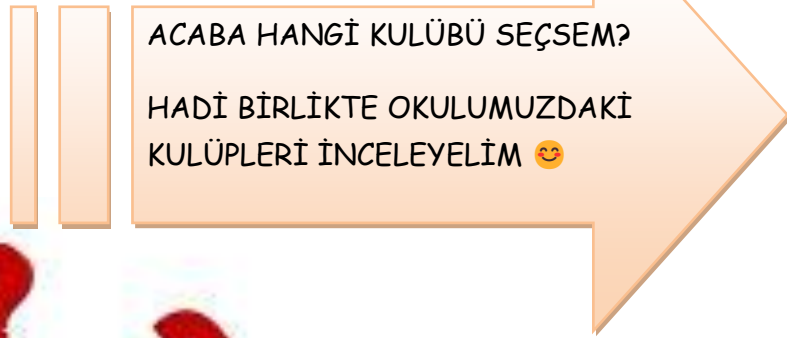 ACABA HANGİ KULÜBÜ SEÇSEM?
HADİ BİRLİKTE OKULUMUZDAKİ
KULÜPLERİ İNCELEYELİM 😊